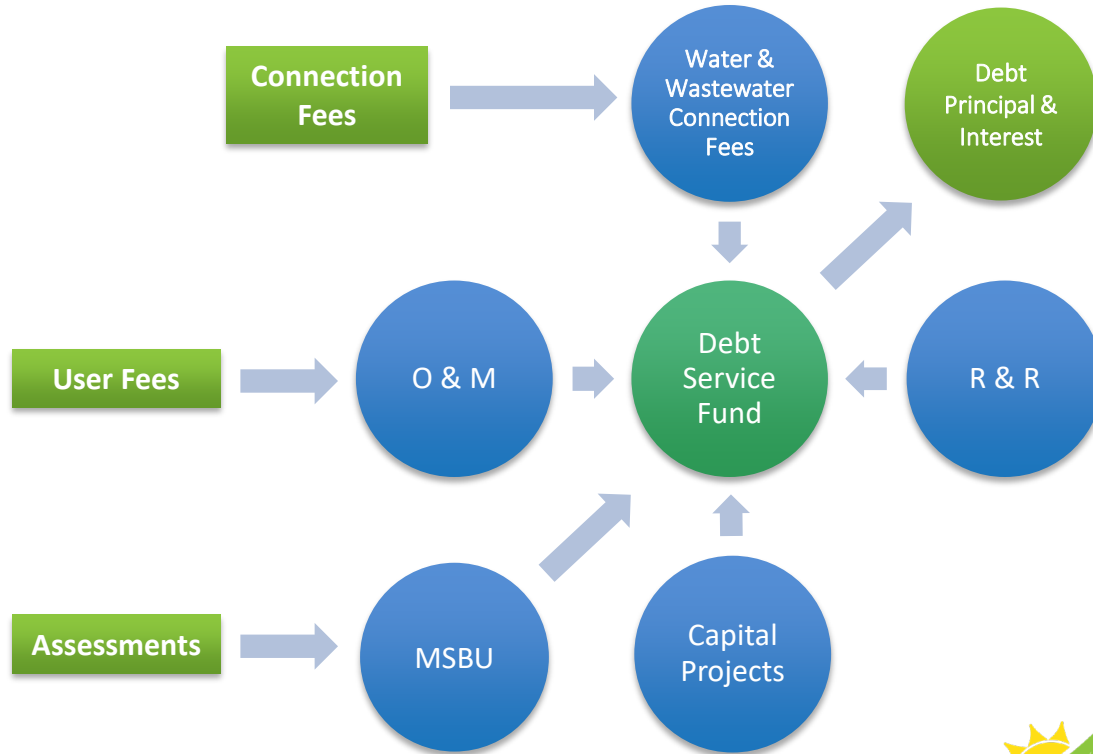 Connection
Fees
Water &
Wastewater
Connection
Fees
Debt
Principal &
Interest
User Fees
O & M
Debt
Service
Fund
R & R
Assessments
MSBU
Capital
Projects